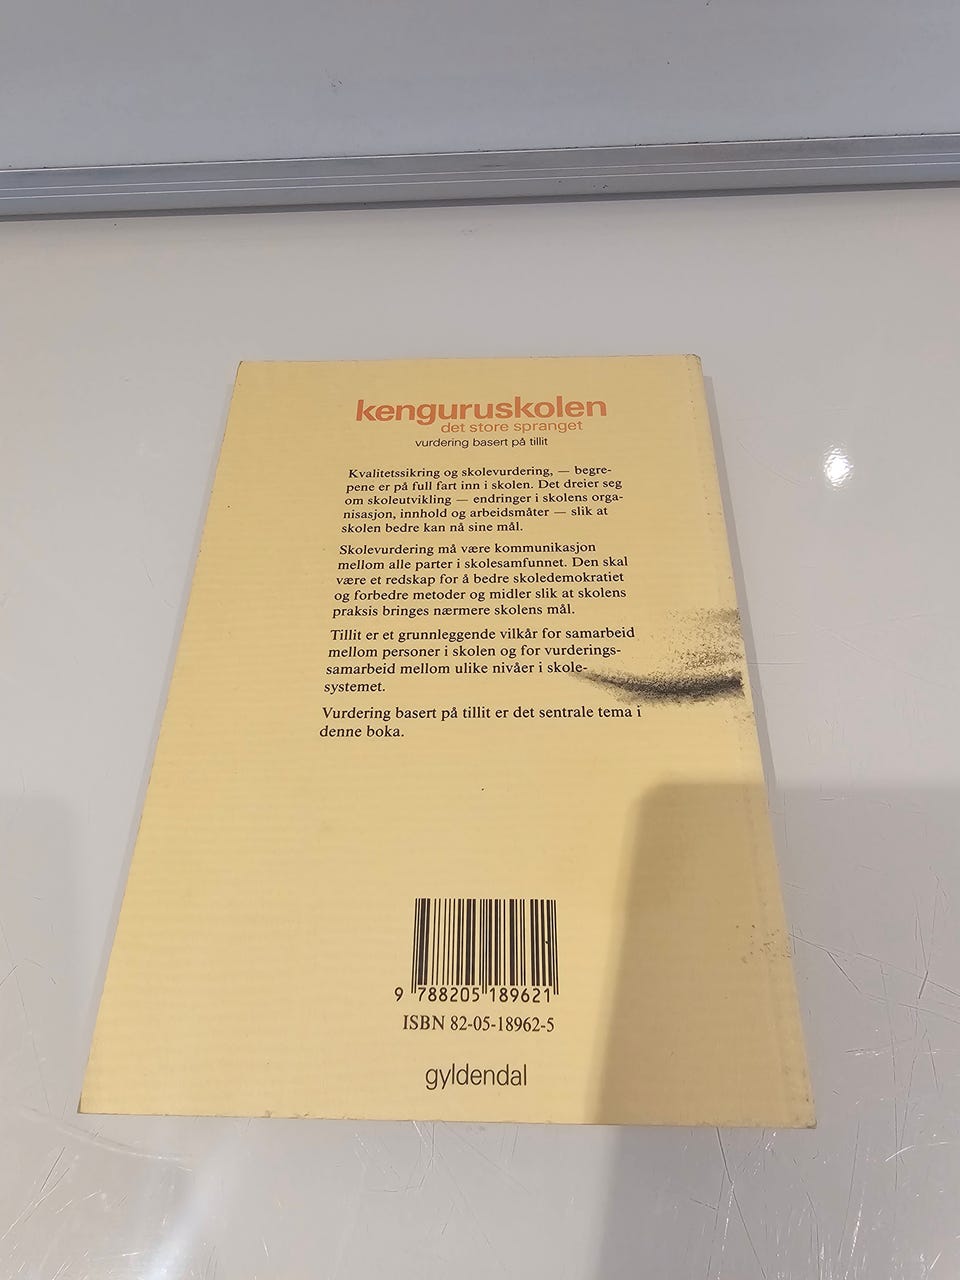 kenguruskolen
det store spranget
vurdering basert på tillit
Kvalitetssikring og skolevurdering, — begre-
pene er på full fart inn i skolen. Det dreier seg
om skoleutvikling — endringer i skolens orga-
nisasjon, innhold og arbeidsmåter — slik at
skolen bedre kan nå sine mål.
Skolevurdering må være kommunikasjon
mellom alle parter i skolesamfunnet. Den skal
være et redskap for å bedre skoledemokratiet
og forbedre metoder og midler slik at skolens
praksis bringes nærmere skolens mål.
Tillit er et grunnleggende vilkår for samarbeid
mellom personer i skolen og for vurderings-
samarbeid mellom ulike nivåer i skole-
systemet.
Vurdering basert på tillit er det sentrale tema i
denne boka.
9 788205 189621
ISBN 82-05-18962-5
gyldendal